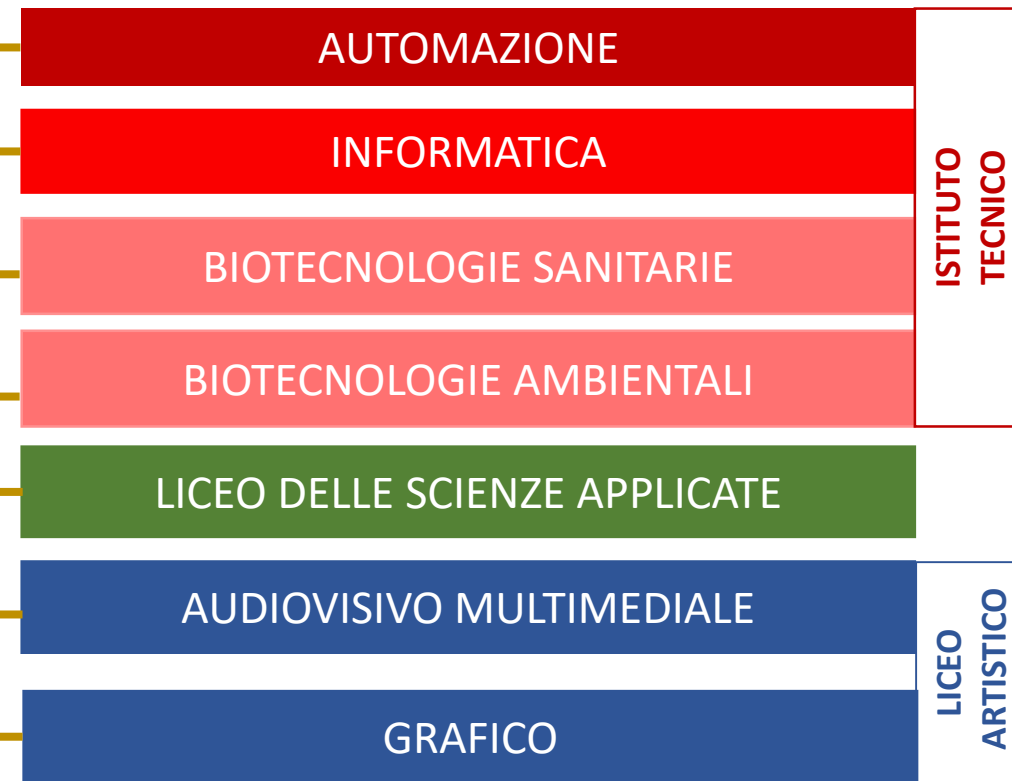 AUTOMAZIONE
INFORMATICA
BIOTECNOLOGIE SANITARIE
BIOTECNOLOGIE AMBIENTALI
ISTITUTO
TECNICO
LICEO DELLE SCIENZE APPLICATE
AUDIOVISIVO MULTIMEDIALE
GRAFICO
LICEO
ARTISTICO